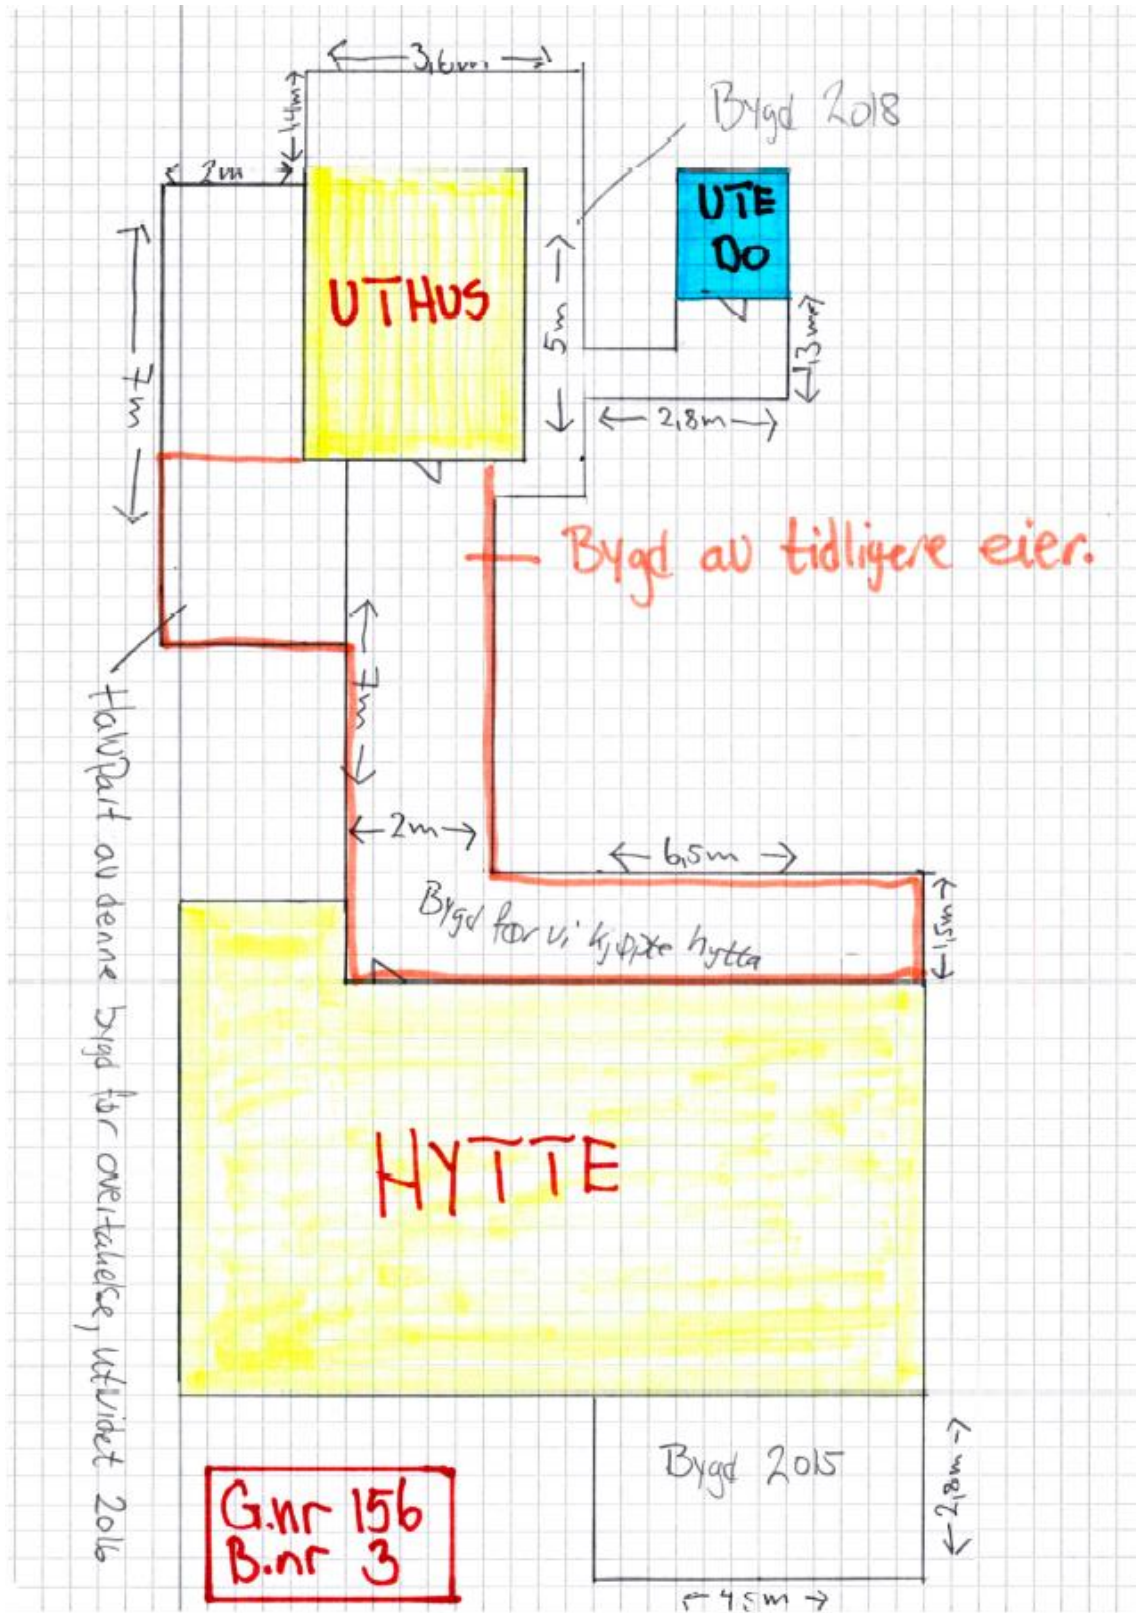 3,6m
1,4m
Bygd 2018
2m
UTE
DO
UTHUS
7m
5m
1,3m
2,8m
Bygd av tidligere eier.
7m
2m
6,5m
Bygd før vi kjøpte hytta
1,5m
Halvpart av denne bygd før overtakelse, utvidet 2016
HYTTE
Bygd 2015
2,8m
G.nr 156
B.nr 3
4,5m